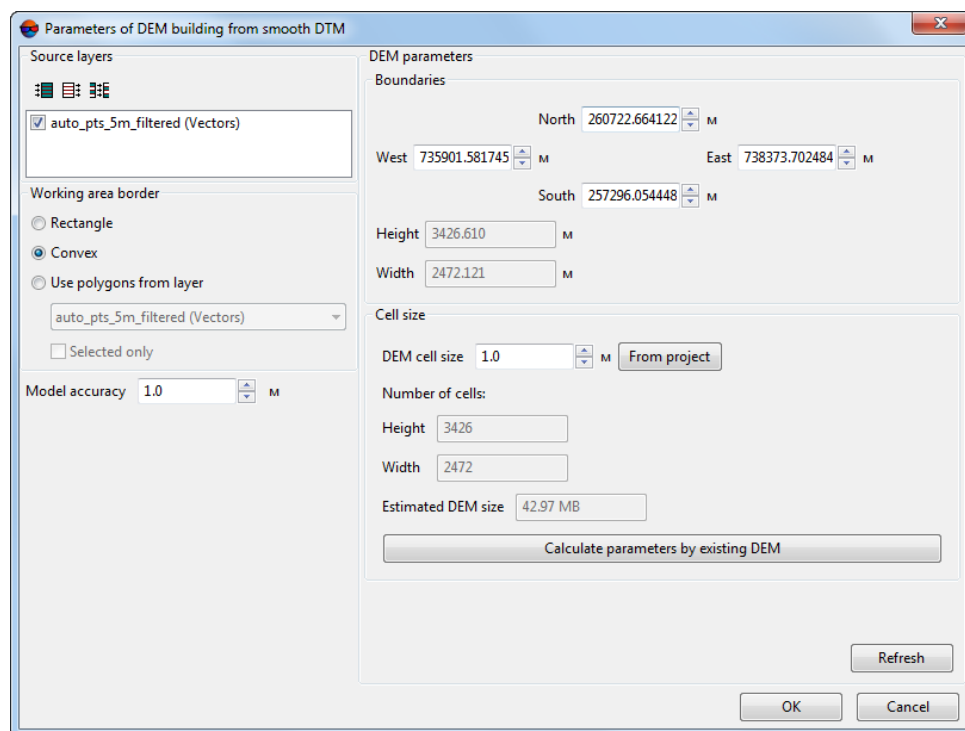 Parameters of DEM building from smooth DTM
Source layers
auto_pts_5m_filtered (Vectors)
Working area border
Rectangle
Convex
Use polygons from layer
auto_pts_5m_filtered (Vectors)
Selected only
Model accuracy 1.0 м
DEM parameters
Boundaries
North 260722.664122 м
West 735901.581745 м East 738373.702484 м
South 257296.054448 м
Height 3426.610 м
Width 2472.121 м
Cell size
DEM cell size 1.0 м From project
Number of cells:
Height 3426
Width 2472
Estimated DEM size 42.97 MB
Calculate parameters by existing DEM
Refresh
OK Cancel